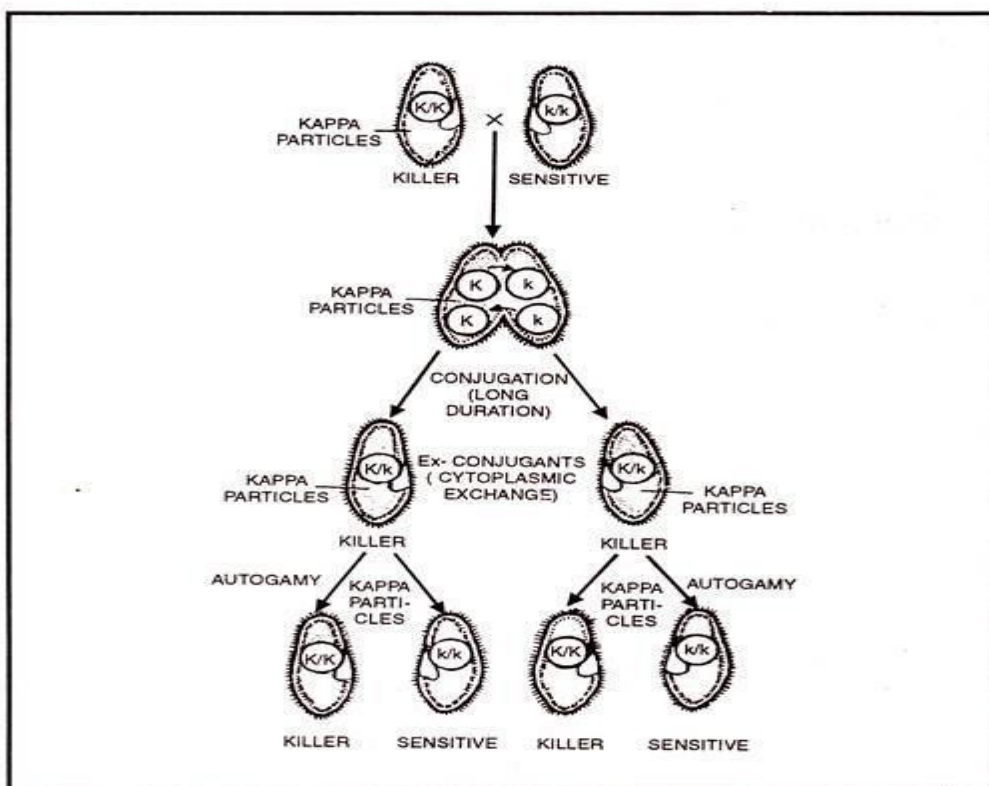 K/K
k/k
KAPPA
PARTICLES
X
KILLER
SENSITIVE
K
k
KAPPA
PARTICLES
K
k
CONJUGATION
(LONG
DURATION)
K/k
Ex- CONJUGANTS
( CYTOPLASMIC
EXCHANGE)
K/k
KAPPA
PARTICLES
KAPPA
PARTICLES
KILLER
KILLER
AUTOGAMY
KAPPA
PARTI-
CLES
KAPPA
PARTI-
CLES
AUTOGAMY
K/K
k/k
K/K
k/k
KILLER
SENSITIVE
KILLER
SENSITIVE